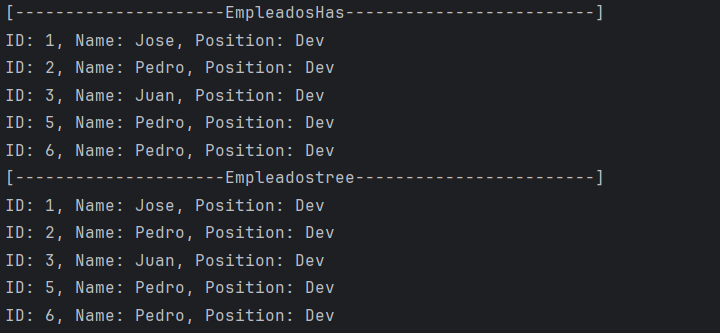 [---------------------EmpleadosHas-------------------------]
ID: 1, Name: Jose, Position: Dev
ID: 2, Name: Pedro, Position: Dev
ID: 3, Name: Juan, Position: Dev
ID: 5, Name: Pedro, Position: Dev
ID: 6, Name: Pedro, Position: Dev
[---------------------Empleadostree------------------------]
ID: 1, Name: Jose, Position: Dev
ID: 2, Name: Pedro, Position: Dev
ID: 3, Name: Juan, Position: Dev
ID: 5, Name: Pedro, Position: Dev
ID: 6, Name: Pedro, Position: Dev